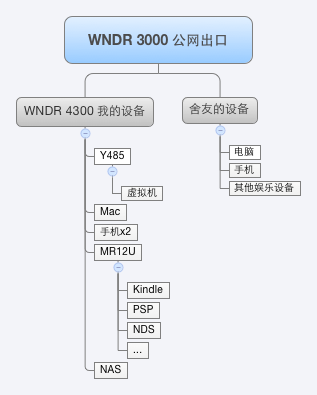 WNDR 3000 公网出口
WNDR 4300 我的设备
舍友的设备
Y485
虚拟机
Mac
手机x2
MR12U
Kindle
PSP
NDS
...
NAS
电脑
手机
其他娱乐设备